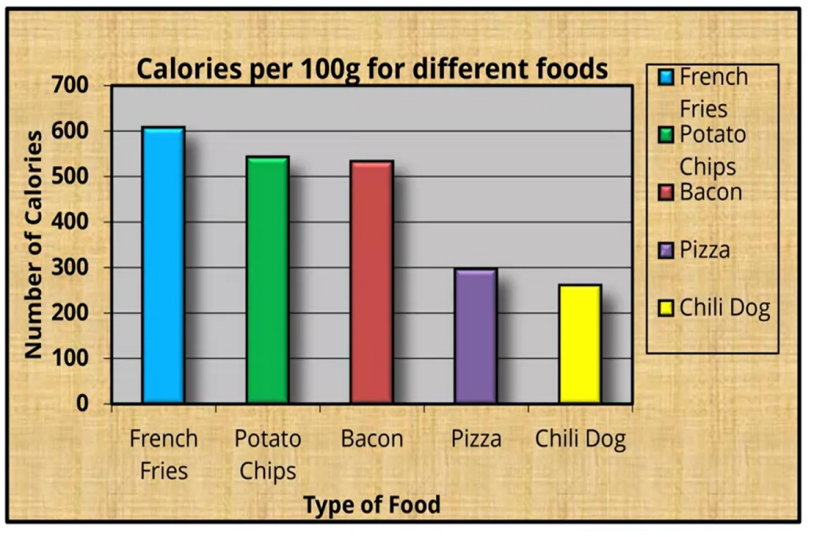 Calories per 100g for different foods
Number of Calories
700
600
500
400
300
200
100
0
French
Fries
Potato
Chips
Bacon
Pizza
Chili Dog
Type of Food
French
Fries
Potato
Chips
Bacon
Pizza
Chili Dog